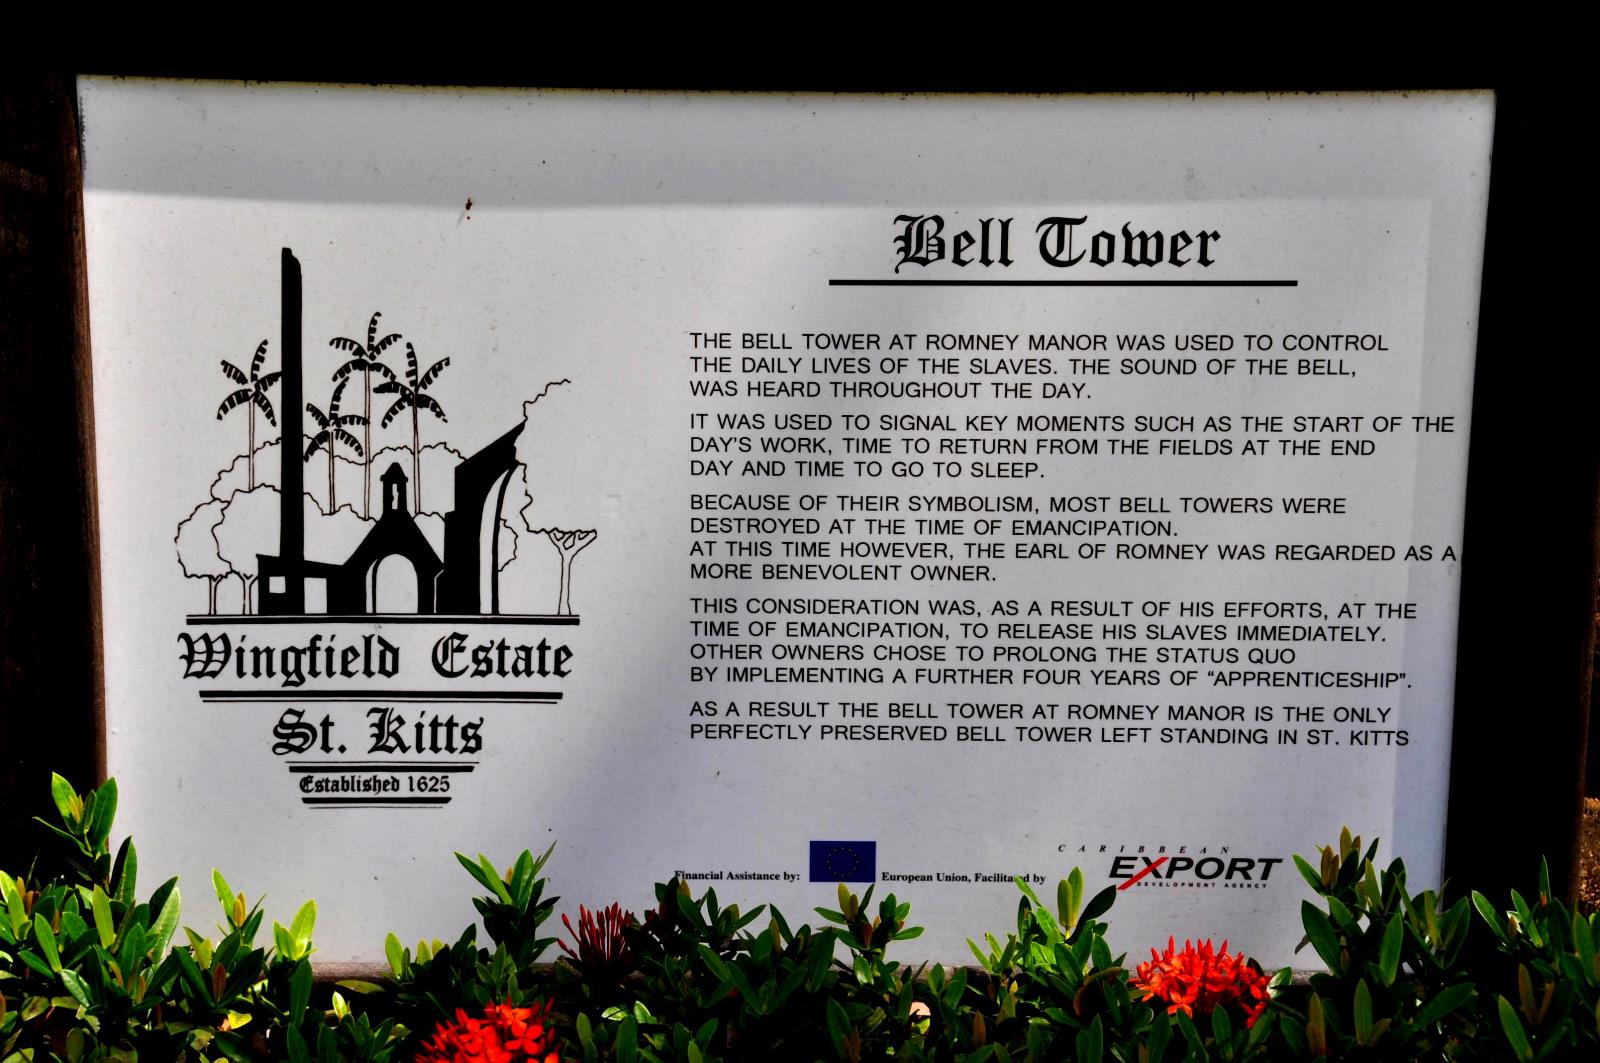 Bell Tower
THE BELL TOWER AT ROMNEY MANOR WAS USED TO CONTROL
THE DAILY LIVES OF THE SLAVES. THE SOUND OF THE BELL,
WAS HEARD THROUGHOUT THE DAY.
IT WAS USED TO SIGNAL KEY MOMENTS SUCH AS THE START OF THE
DAY'S WORK, TIME TO RETURN FROM THE FIELDS AT THE END
DAY AND TIME TO GO TO SLEEP.
BECAUSE OF THEIR SYMBOLISM, MOST BELL TOWERS WERE
DESTROYED AT THE TIME OF EMANCIPATION.
AT THIS TIME HOWEVER, THE EARL OF ROMNEY WAS REGARDED AS A
MORE BENEVOLENT OWNER.
THIS CONSIDERATION WAS, AS A RESULT OF HIS EFFORTS, AT THE
TIME OF EMANCIPATION, TO RELEASE HIS SLAVES IMMEDIATELY.
OTHER OWNERS CHOSE TO PROLONG THE STATUS QUO
BY IMPLEMENTING A FURTHER FOUR YEARS OF “APPRENTICESHIP”.
AS A RESULT THE BELL TOWER AT ROMNEY MANOR IS THE ONLY
PERFECTLY PRESERVED BELL TOWER LEFT STANDING IN ST. KITTS
Wingfield Estate
St. Kitts
Established 1625
Financial Assistance by: European Union, Facilitated by
CARIBBEAN
EXPORT
DEVELOPMENT AGENCY